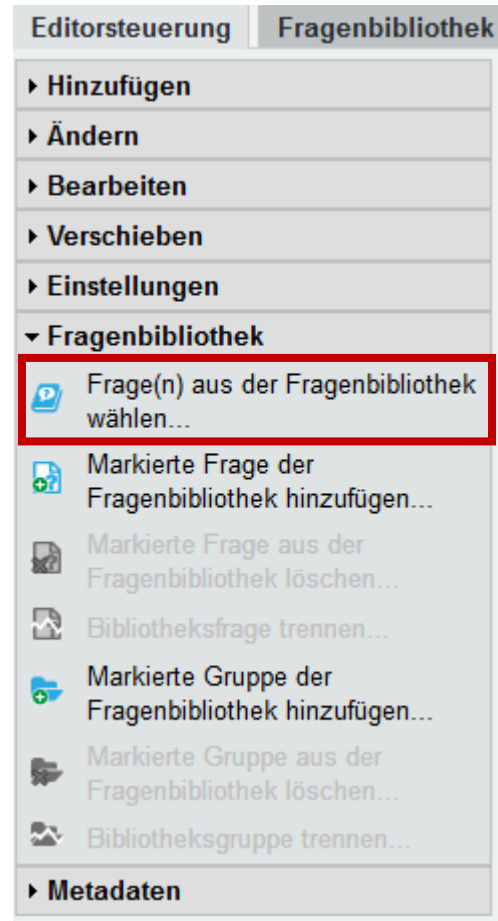 Editorsteuerung Fragenbibliothek
Hinzufügen
Ändern
Bearbeiten
Verschieben
Einstellungen
Fragenbibliothek
Frage(n) aus der Fragenbibliothek
wählen...
Markierte Frage der
Fragenbibliothek hinzufügen...
Markierte Frage aus der
Fragenbibliothek löschen...
Bibliotheksfrage trennen...
Markierte Gruppe der
Fragenbibliothek hinzufügen...
Markierte Gruppe aus der
Fragenbibliothek löschen...
Bibliotheksgruppe trennen...
Metadaten